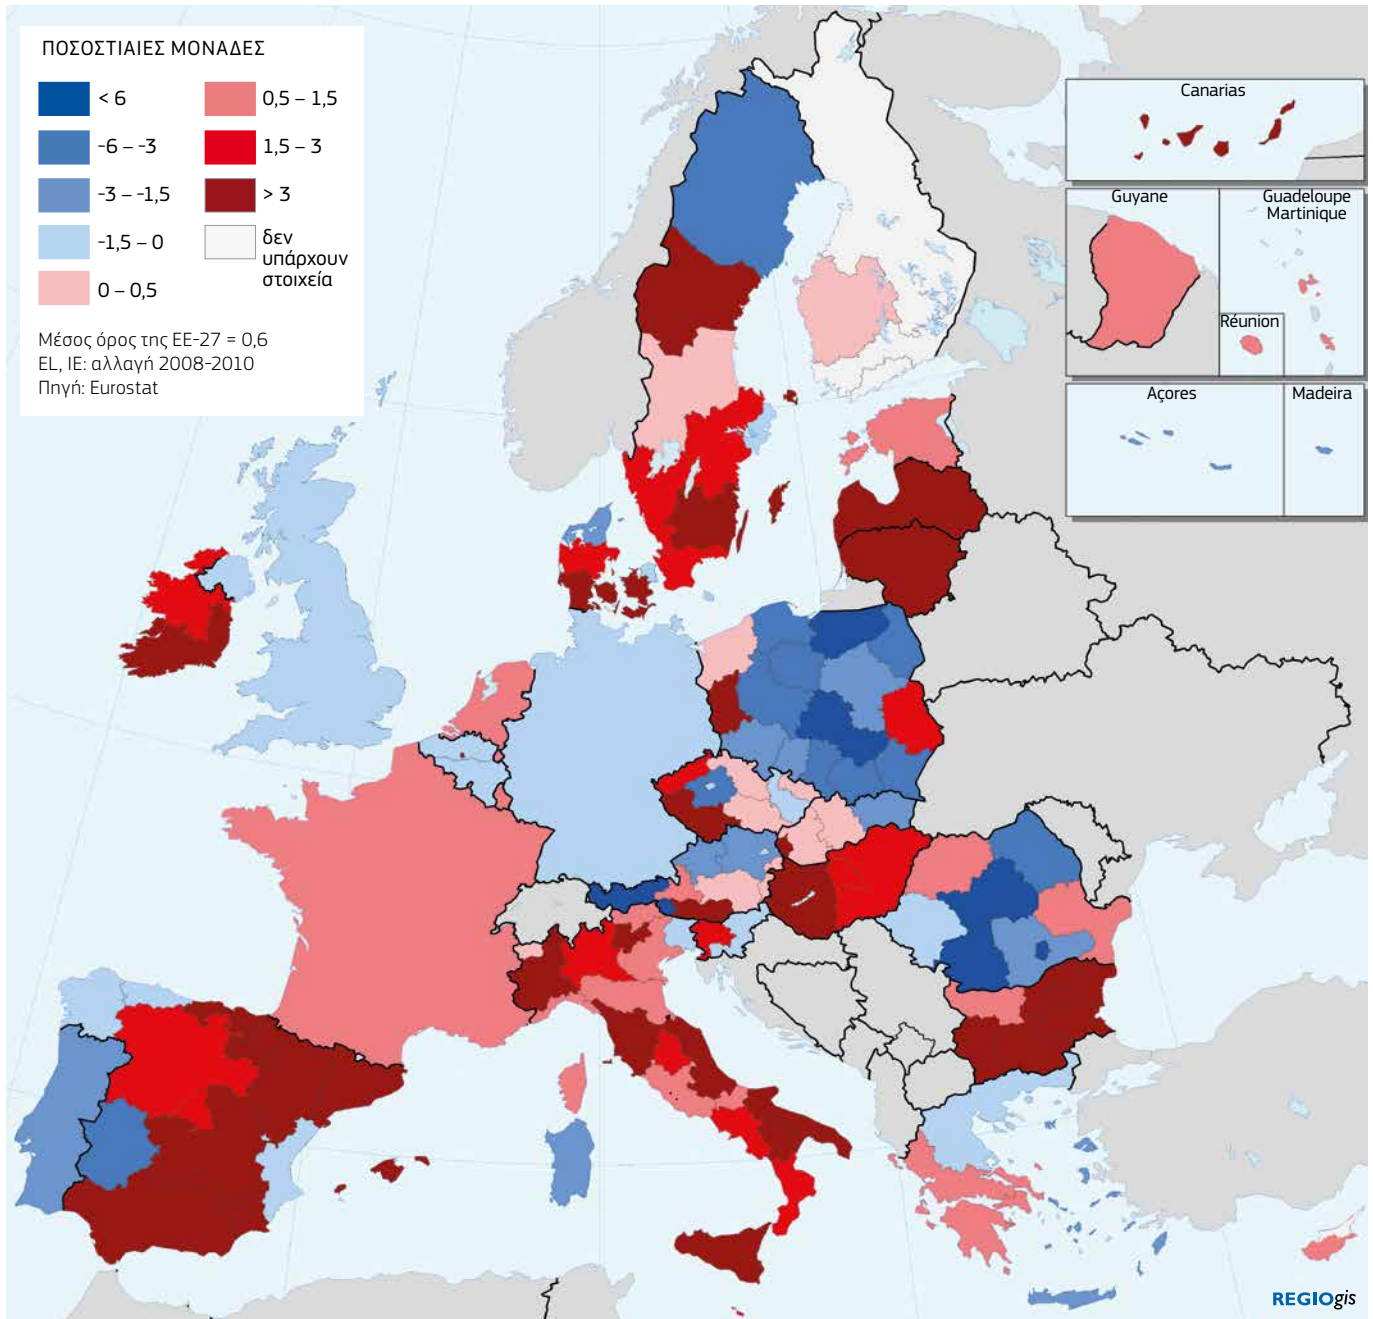 ΠΟΣΟΣΤΙΑΙΕΣ ΜΟΝΑΔΕΣ
< 6
-6 – -3
-3 – -1,5
-1,5 – 0
0 – 0,5
0,5 – 1,5
1,5 – 3
> 3
δεν
υπάρχουν
στοιχεία
Μέσος όρος της ΕΕ-27 = 0,6
EL, IE: αλλαγή 2008-2010
Πηγή: Eurostat
Canarias
Guyane
Guadeloupe
Martinique
Réunion
Açores
Madeira
REGIOgis